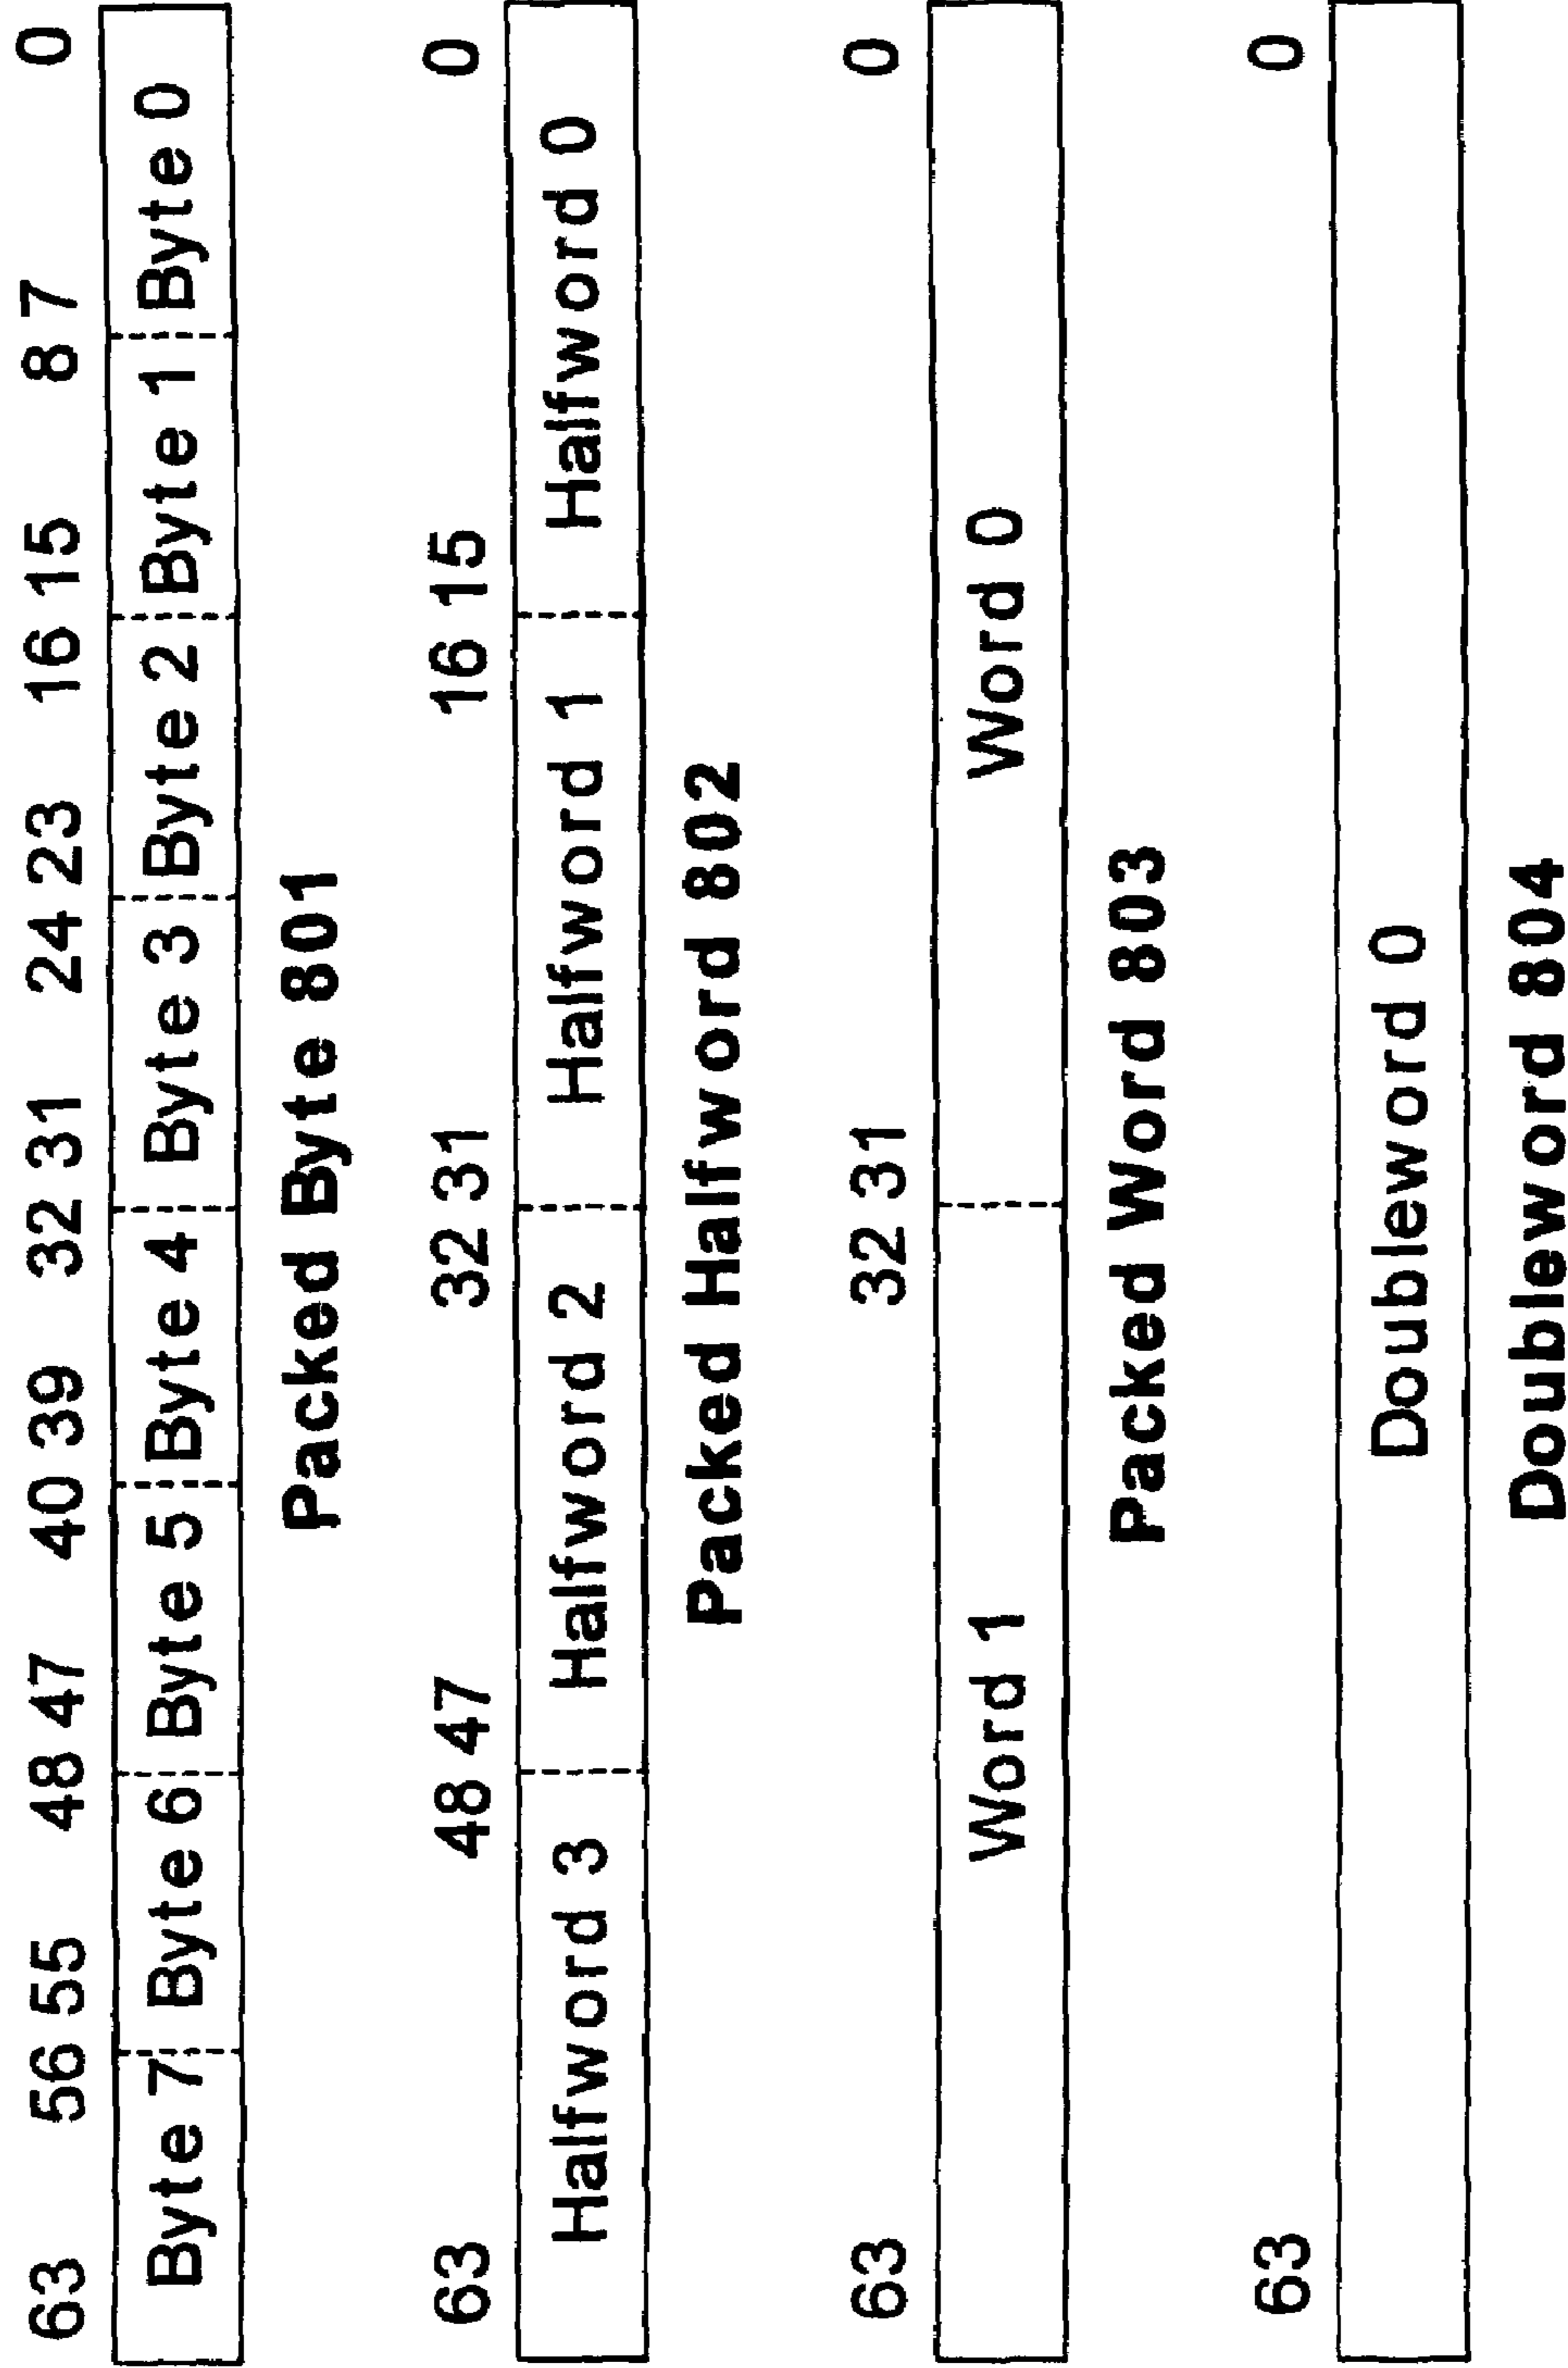 63 56 55 48 47 40 39 32 31 24 23 16 15 8 7 0
Byte 7 Byte 6 Byte 5 Byte 4 Byte 3 Byte 2 Byte 1 Byte 0
Packed Byte 801
63 48 47 32 31 16 15 0
Halfword 3 Halfword 2 Halfword 1 Halfword 0
Packed Halfword 802
63 32 31 0
Word 1 Word 0
Packed Word 803
63 0
Doubleword 0
Doubleword 804